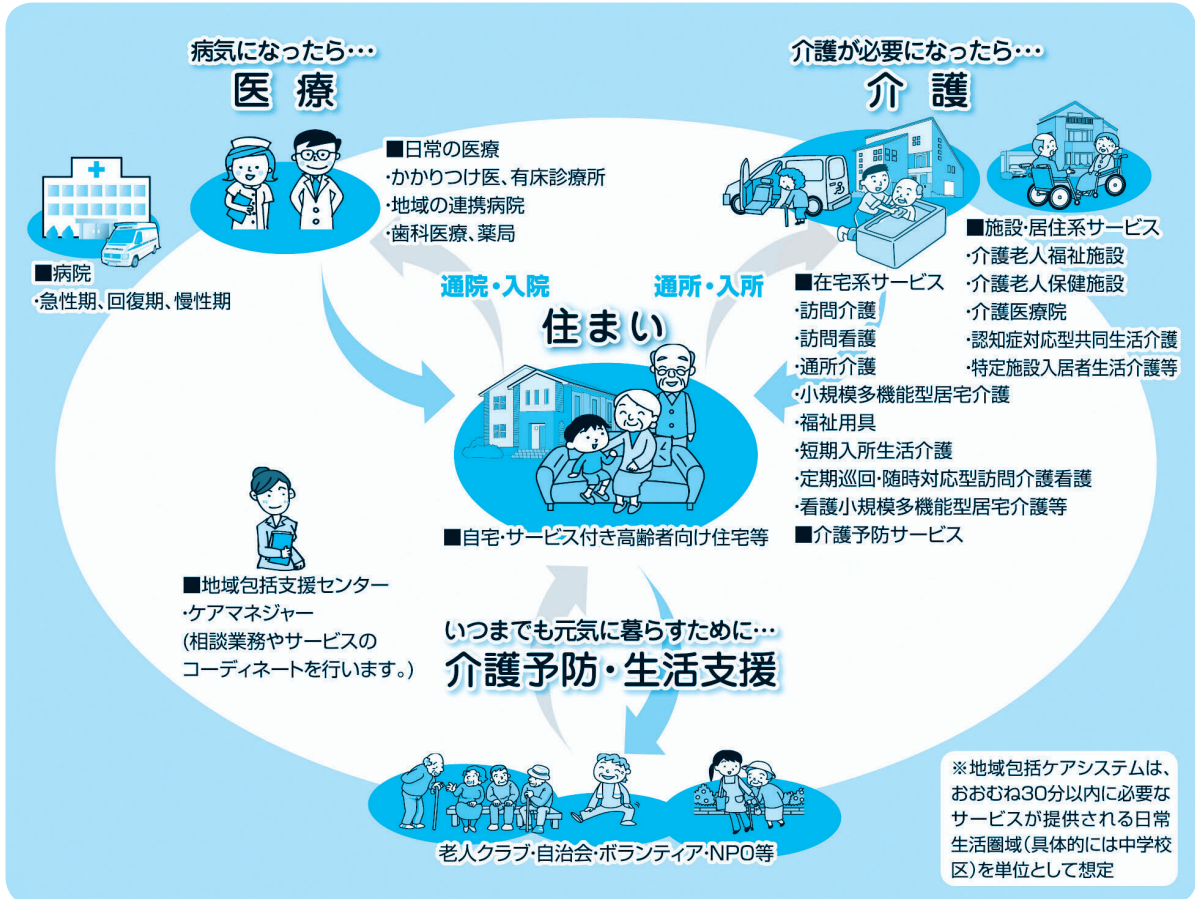 病気になったら…
医療
■日常の医療
・かかりつけ医、有床診療所
・地域の連携病院
・歯科医療、薬局
■病院
・急性期、回復期、慢性期
介護が必要になったら…
介護
■施設・居住系サービス
・介護老人福祉施設
・介護老人保健施設
・介護医療院
・認知症対応型共同生活介護
・特定施設入居者生活介護等
■在宅系サービス
・訪問介護
・訪問看護
・通所介護
・小規模多機能型居宅介護
・福祉用具
・短期入所生活介護
・定期巡回・随時対応型訪問介護看護
・看護小規模多機能型居宅介護等
■介護予防サービス
通院・入院
通所・入所
住まい
■自宅・サービス付き高齢者向け住宅等
■地域包括支援センター
・ケアマネジャー
(相談業務やサービスの
コーディネートを行います。)
いつまでも元気に暮らすために…
介護予防・生活支援
老人クラブ・自治会・ボランティア・NPO等
※地域包括ケアシステムは、
おおむね30分以内に必要な
サービスが提供される日常
生活圏域(具体的には中学校
区)を単位として想定